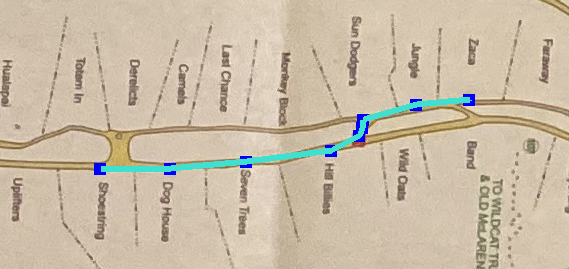 Hualapai
Totem In
Derelicts
Camels
Last Chance
Monkey Block
Sun Dodgers
Jungle
Zaca
Faraway
Uplifters
Shoestring
Dog House
Seven Trees
Hill Billies
Wild Oats
Band
TO WILDCAT TR
& OLD McLAREN